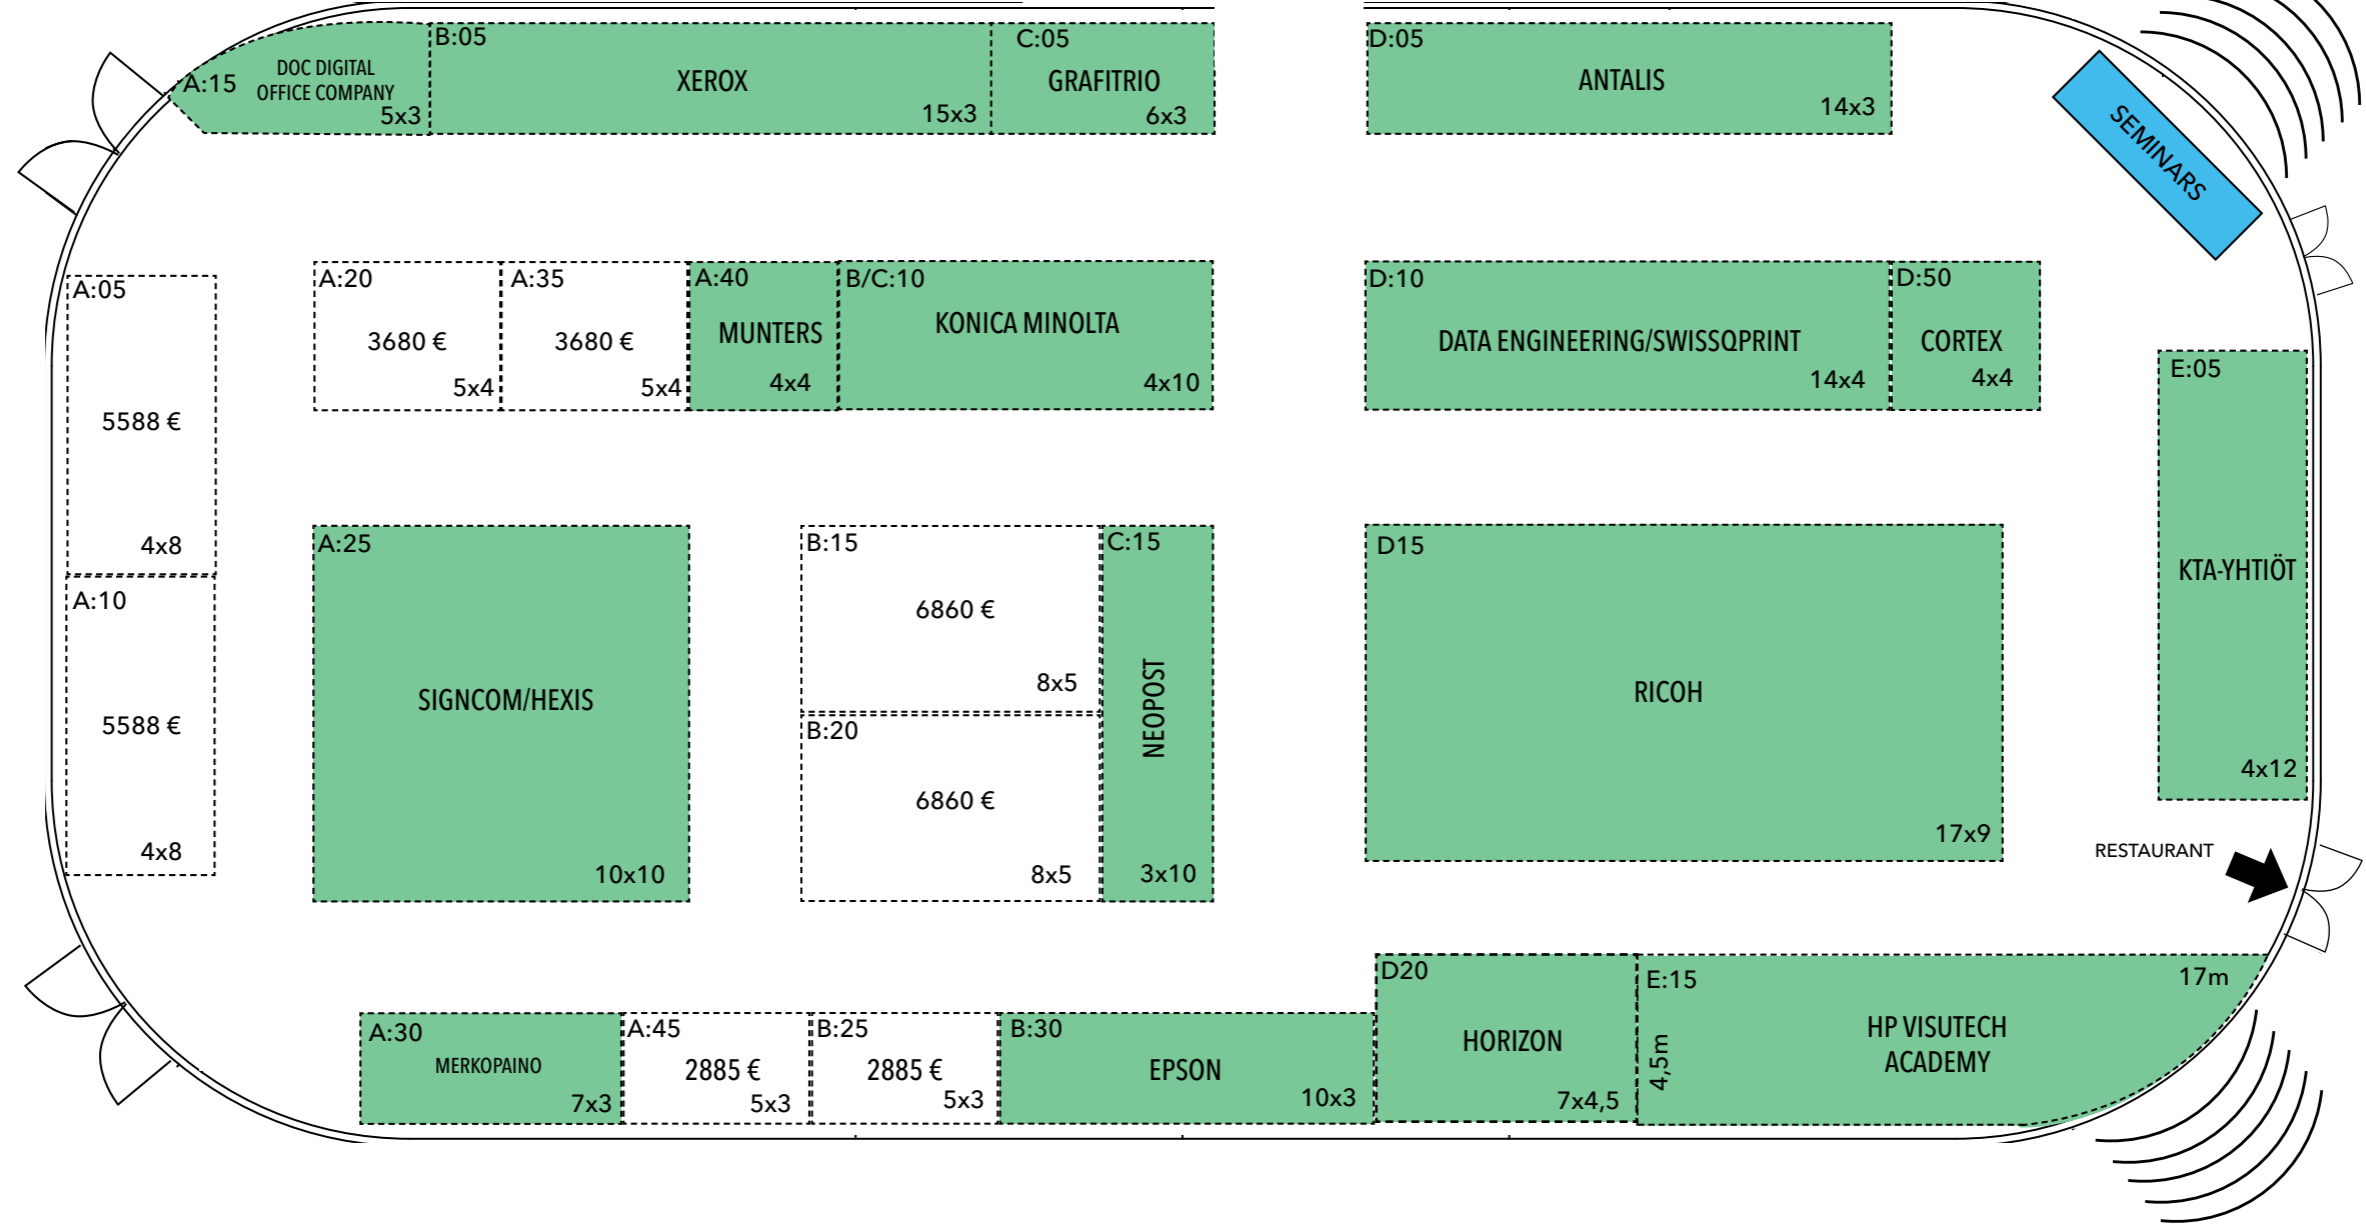 A:15
DOC DIGITAL
OFFICE COMPANY
5x3
B:05
XEROX
15x3
C:05
GRAFITRIO
6x3
D:05
ANTALIS
14x3
SEMINARS
A:05
5588 €
4x8
A:20
3680 €
5x4
A:35
3680 €
5x4
A:40
MUNTERS
4x4
B/C:10
KONICA MINOLTA
4x10
D:10
DATA ENGINEERING/SWISSQPRINT
14x4
D:50
CORTEX
4x4
E:05
KTA-YHTIÖT
4x12
A:10
5588 €
4x8
A:25
SIGNCOM/HEXIS
10x10
B:15
6860 €
8x5
B:20
6860 €
8x5
C:15
NEOPOST
3x10
D15
RICOH
17x9
RESTAURANT
A:30
MERKOPAINO
7x3
A:45
2885 €
5x3
B:25
2885 €
5x3
B:30
EPSON
10x3
D20
HORIZON
7x4,5
E:15
17m
4,5m
HP VISUTECH
ACADEMY